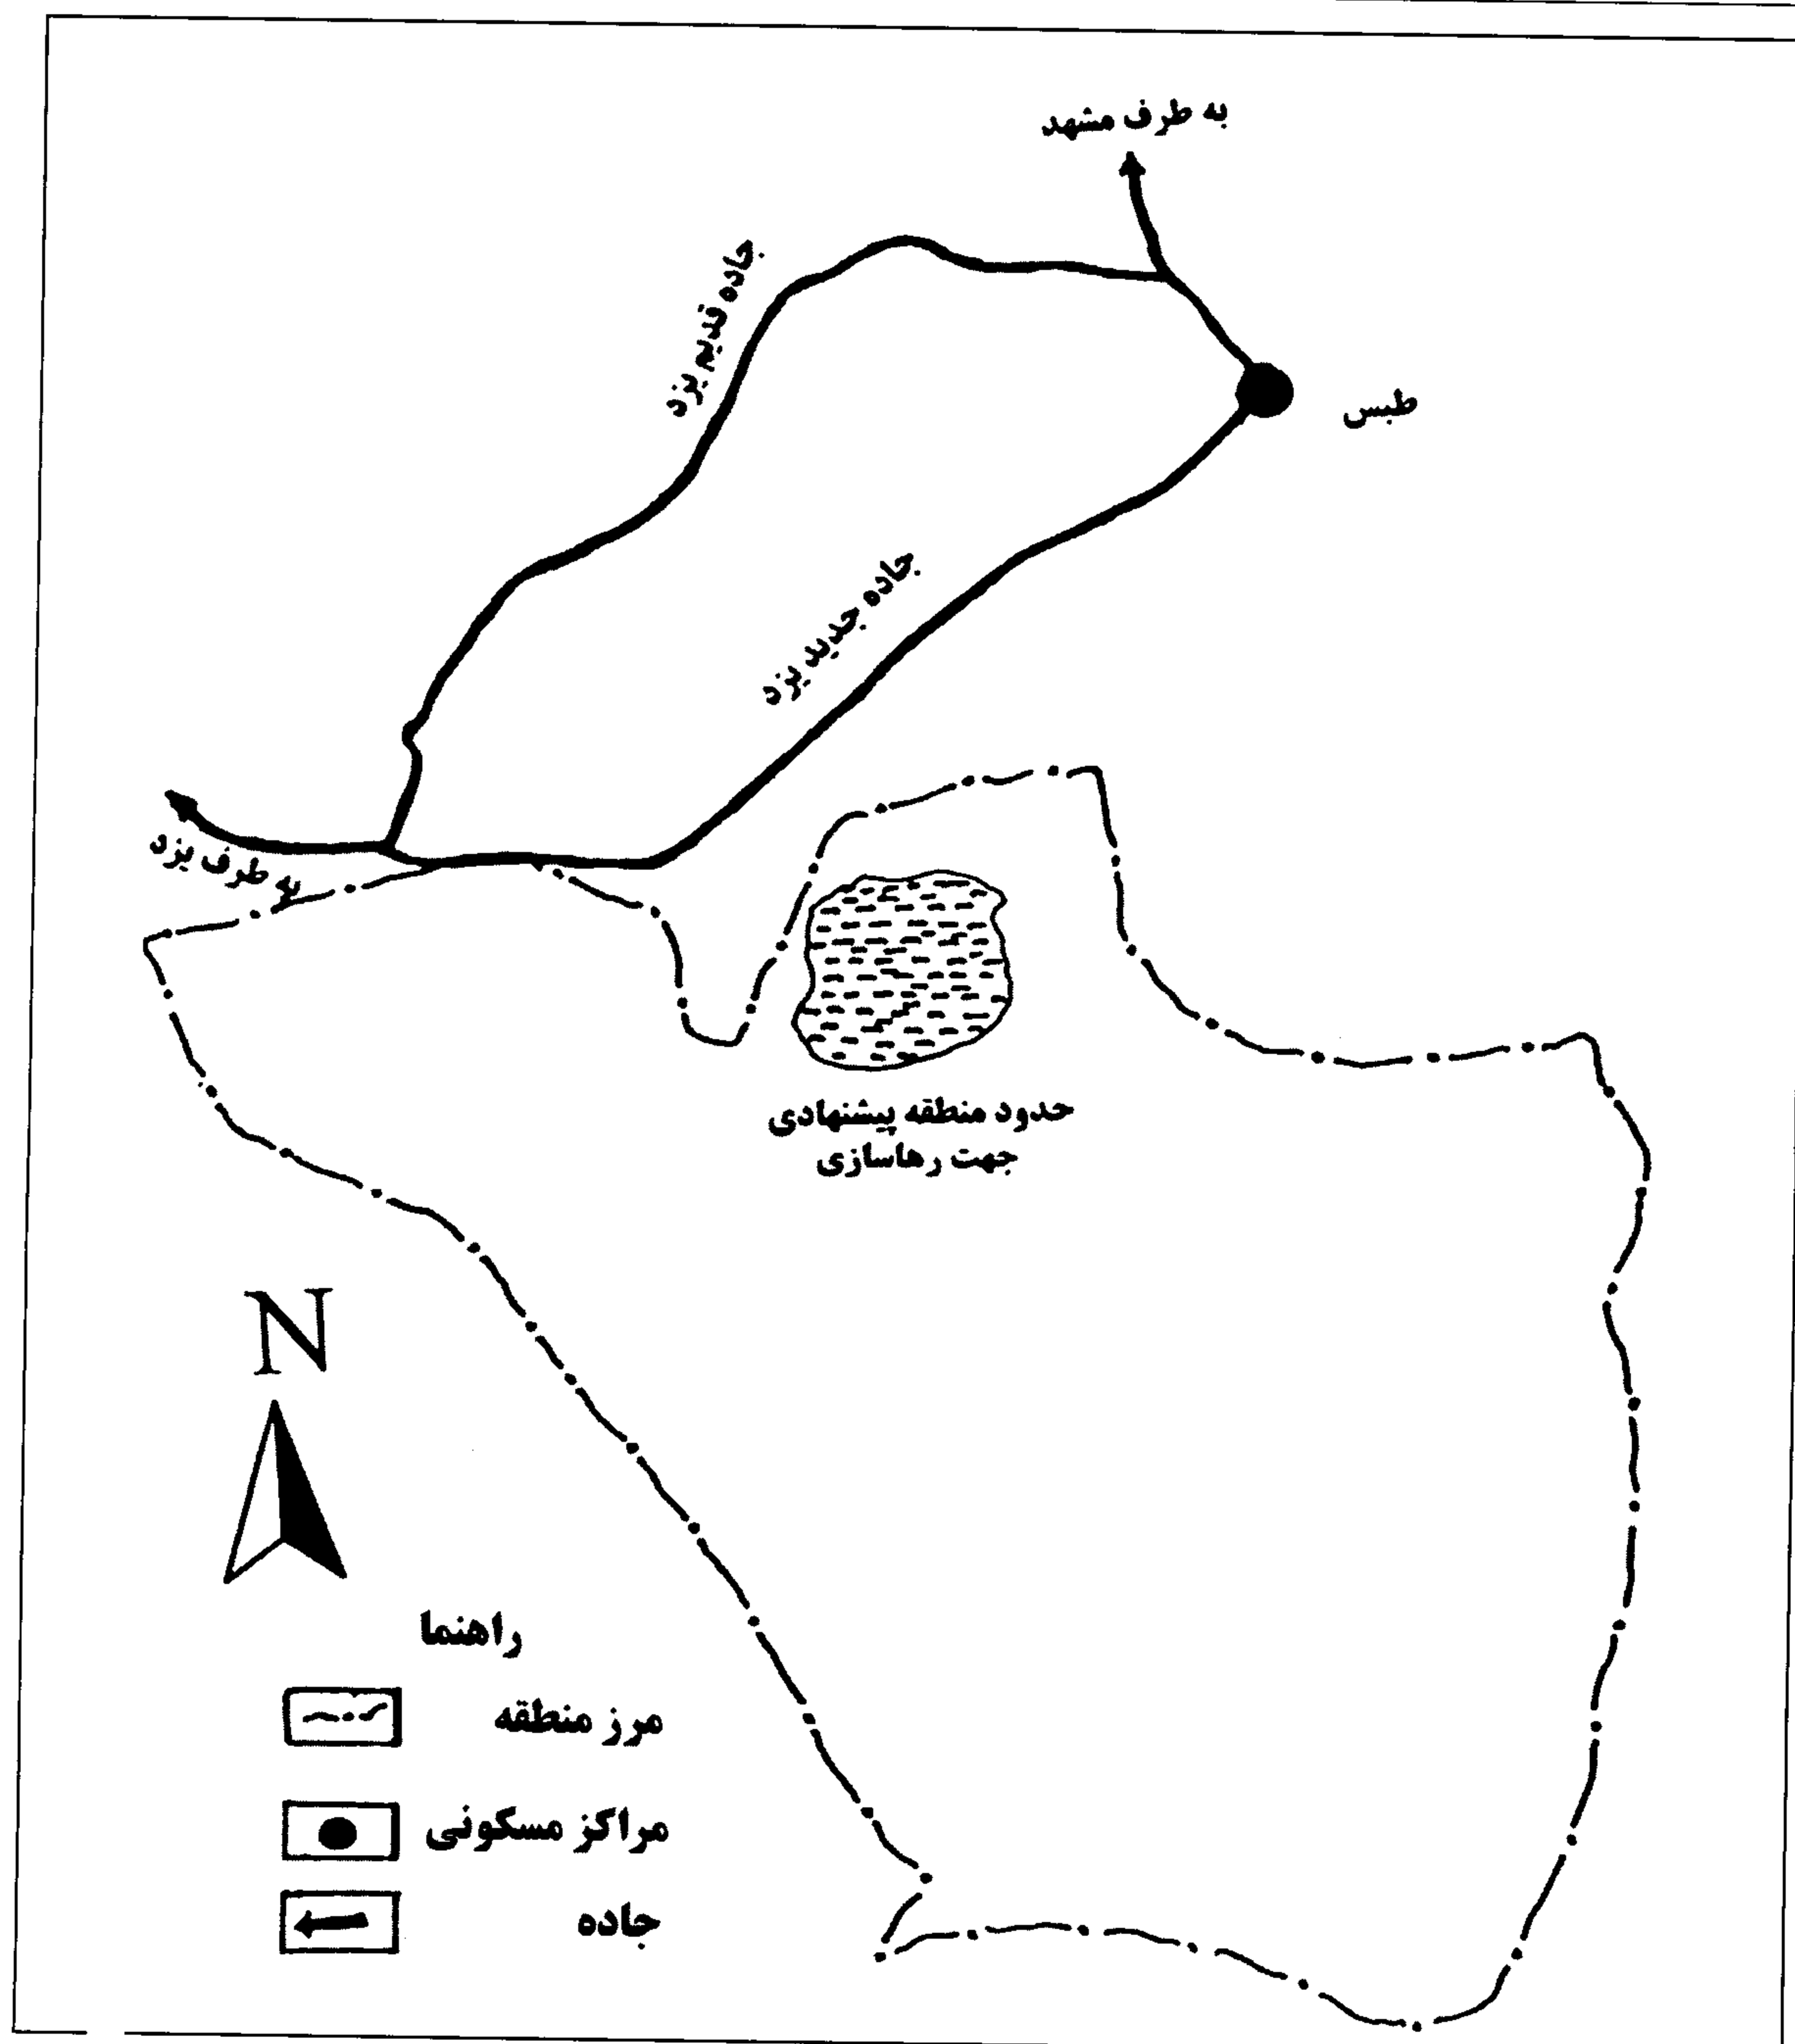 به طرف مشهد
جاده قدیم یزد
طبس
جاده جدید یزد
به طرف یزد
حدود منطقه پیشنهادی
جهت رهاسازی
N
راهنما
مرز منطقه
مراکز مسکونی
جاده